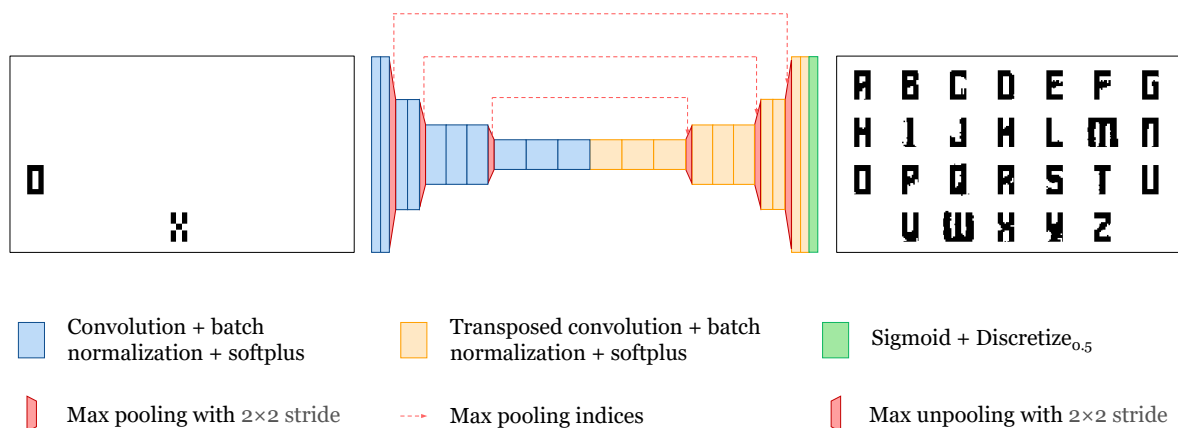 O
X
A B C D E F G
H I J K L M N
O P Q R S T U
V W X Y Z
Convolution + batch
normalization + softplus
Transposed convolution + batch
normalization + softplus
Sigmoid + Discretize₀.₅
Max pooling with 2×2 stride
Max pooling indices
Max unpooling with 2×2 stride